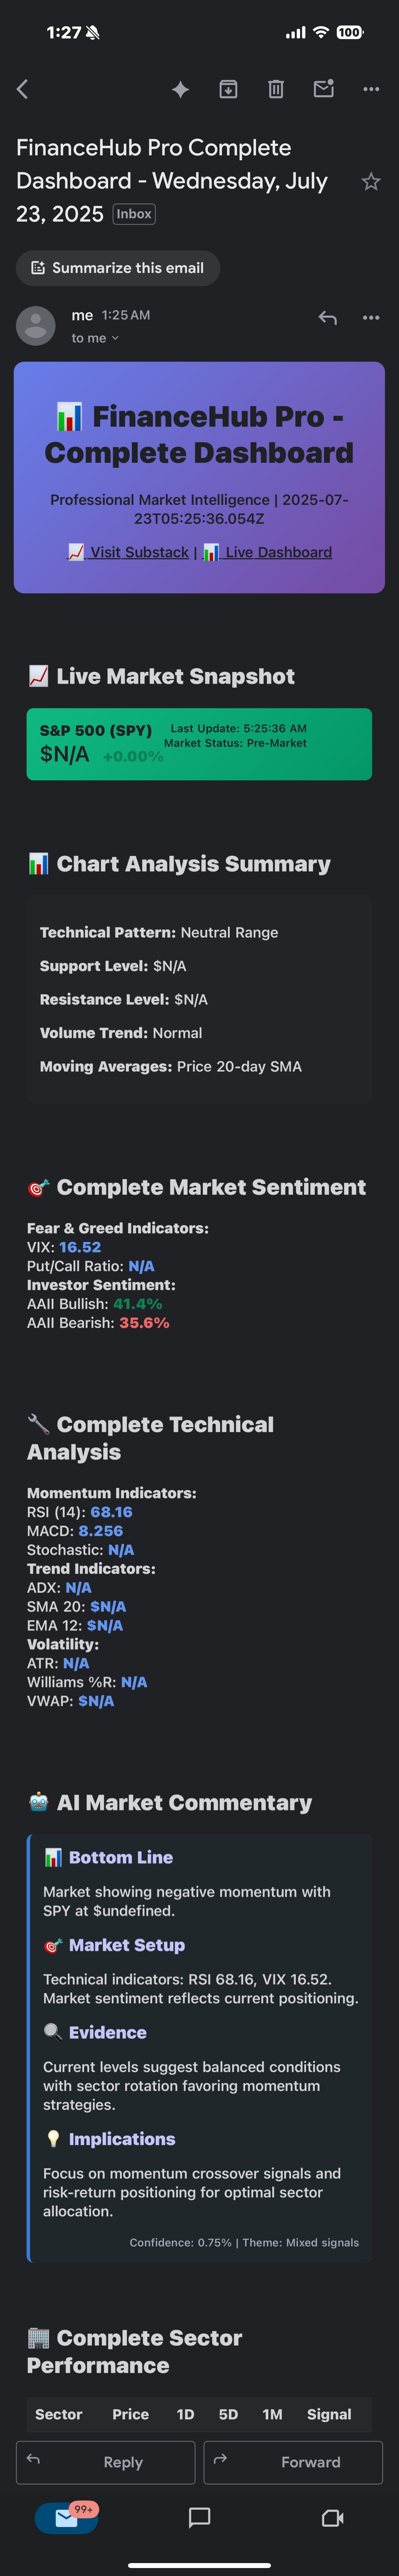 1:27
100
FinanceHub Pro Complete
Dashboard - Wednesday, July
23, 2025 Inbox
Summarize this email
me 1:25 AM
to me
FinanceHub Pro -
Complete Dashboard
Professional Market Intelligence | 2025-07-
23T05:25:36.054Z
Visit Substack | Live Dashboard
Live Market Snapshot
S&P 500 (SPY)
$N/A +0.00%
Last Update: 5:25:36 AM
Market Status: Pre-Market
Chart Analysis Summary
Technical Pattern: Neutral Range
Support Level: $N/A
Resistance Level: $N/A
Volume Trend: Normal
Moving Averages: Price 20-day SMA
Complete Market Sentiment
Fear & Greed Indicators:
VIX: 16.52
Put/Call Ratio: N/A
Investor Sentiment:
AAII Bullish: 41.4%
AAII Bearish: 35.6%
Complete Technical
Analysis
Momentum Indicators:
RSI (14): 68.16
MACD: 8.256
Stochastic: N/A
Trend Indicators:
ADX: N/A
SMA 20: $N/A
EMA 12: $N/A
Volatility:
ATR: N/A
Williams %R: N/A
VWAP: $N/A
AI Market Commentary
Bottom Line
Market showing negative momentum with
SPY at $undefined.
Market Setup
Technical indicators: RSI 68.16, VIX 16.52.
Market sentiment reflects current positioning.
Evidence
Current levels suggest balanced conditions
with sector rotation favoring momentum
strategies.
Implications
Focus on momentum crossover signals and
risk-return positioning for optimal sector
allocation.
Confidence: 0.75% | Theme: Mixed signals
Complete Sector
Performance
Sector Price 1D 5D 1M Signal
Reply Forward
99+